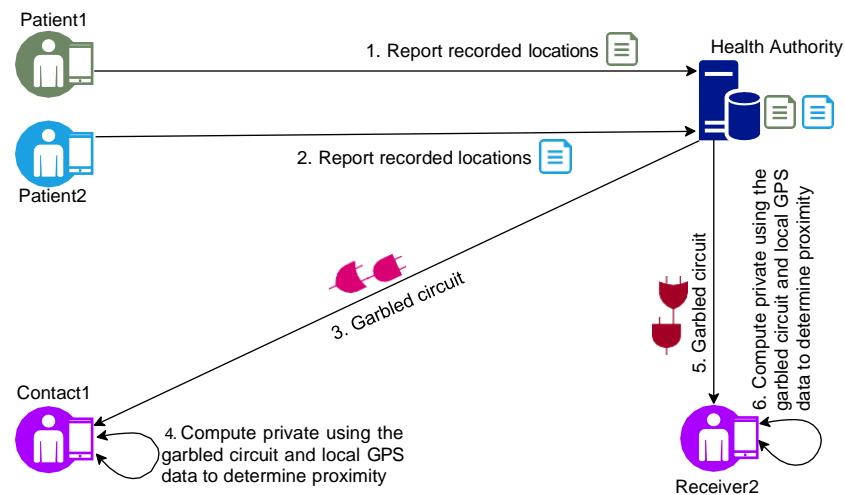 Patient1
1. Report recorded locations
Health Authority
2. Report recorded locations
Patient2
3. Garbled circuit
5. Garbled circuit
6. Compute private using the
garbled circuit and local GPS
data to determine proximity
Contact1
4. Compute private using the
garbled circuit and local GPS
data to determine proximity
Receiver2